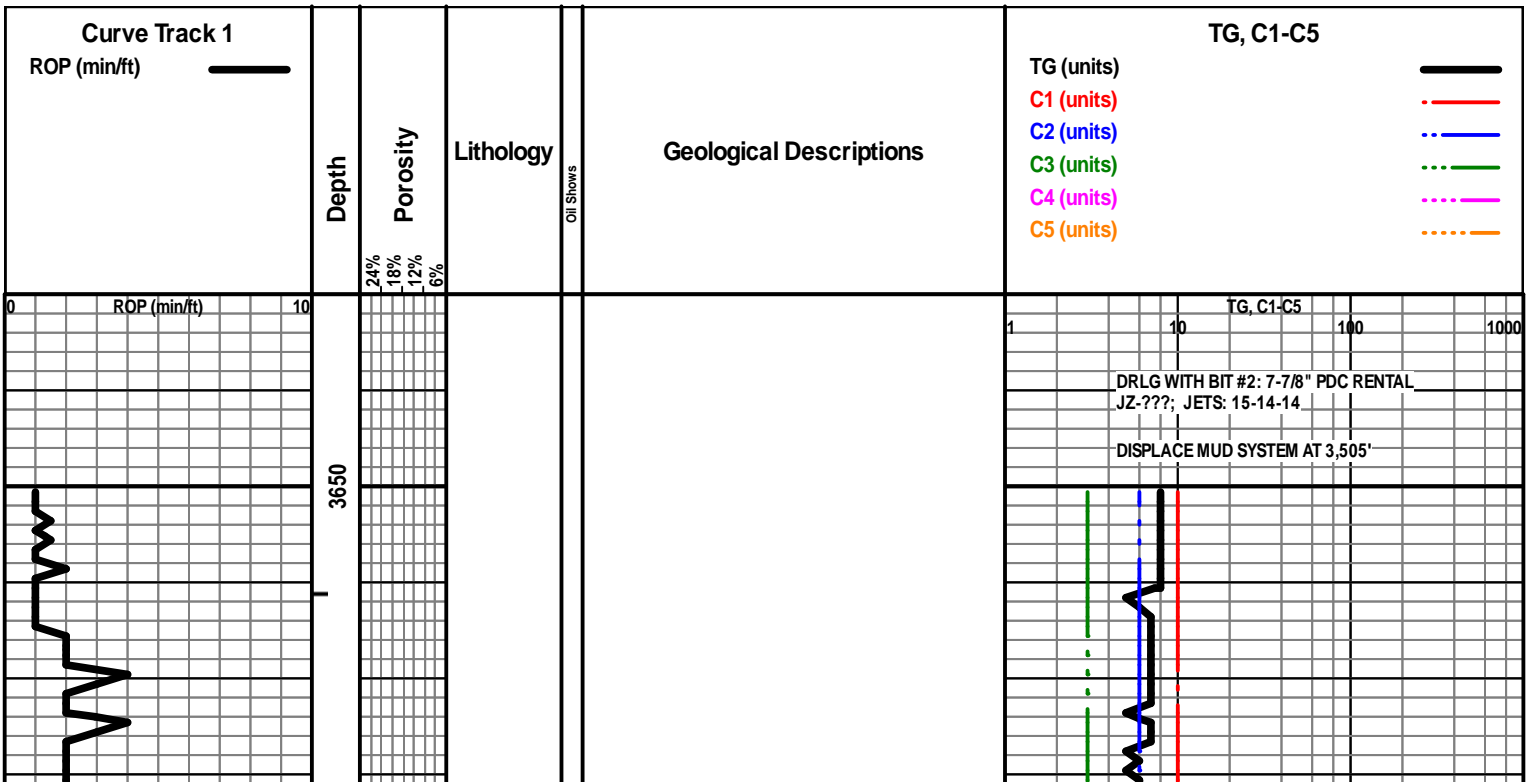 Curve Track 1
ROP (min/ft)
Depth
Porosity
24%
18%
12%
6%
Lithology
Oil Shows
Geological Descriptions
TG, C1-C5
TG (units)
C1 (units)
C2 (units)
C3 (units)
C4 (units)
C5 (units)
0 ROP (min/ft) 10
TG, C1-C5
1 10 100 1000
DRLG WITH BIT #2: 7-7/8" PDC RENTAL
JZ-???; JETS: 15-14-14
DISPLACE MUD SYSTEM AT 3,505'
3650